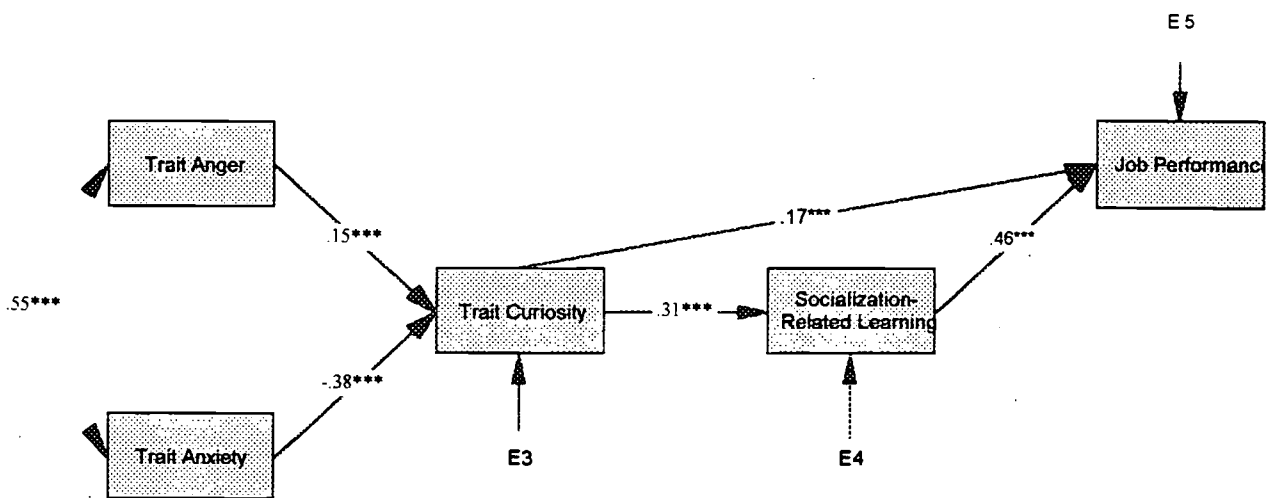 E 5
Trait Anger
Job Performance
.15***
.17***
.46***
.55***
Trait Curiosity
.31***
Socialization-
Related Learning
-.38***
Trait Anxiety
E3
E4